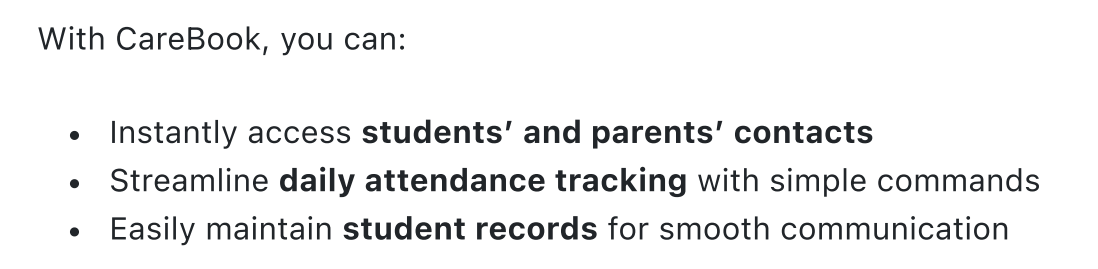 With CareBook, you can:
• Instantly access students’ and parents’ contacts
• Streamline daily attendance tracking with simple commands
• Easily maintain student records for smooth communication